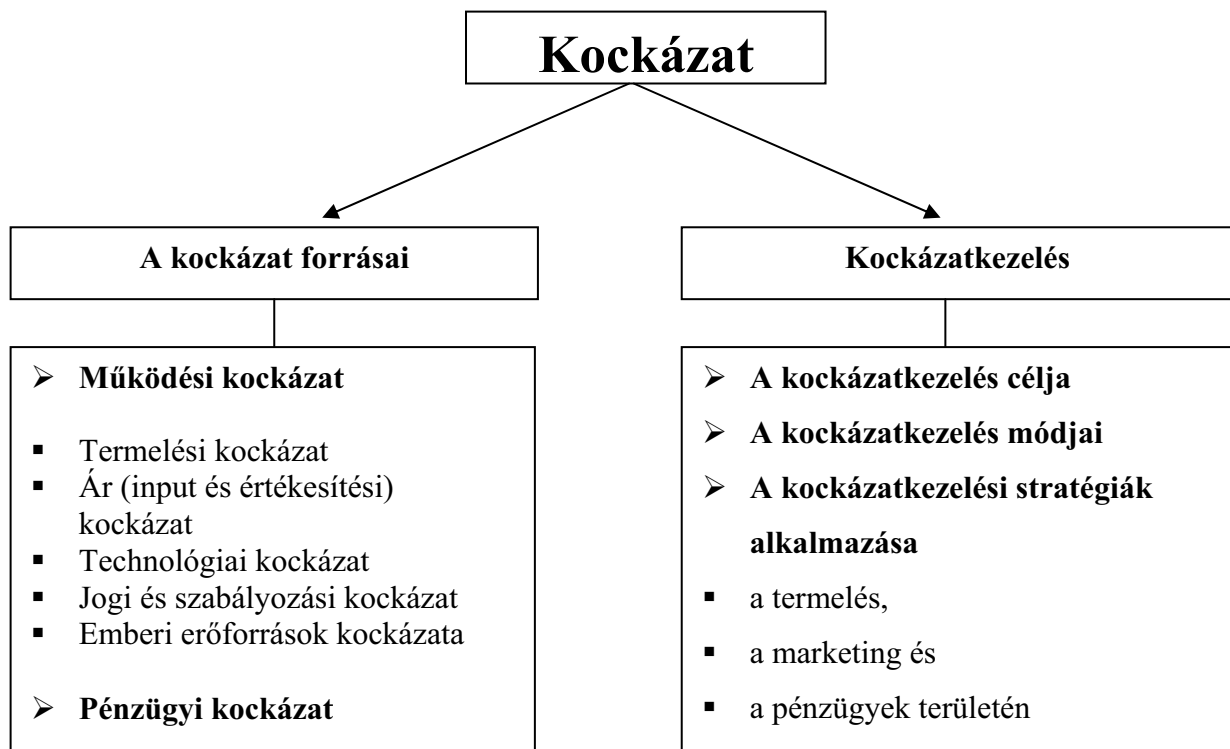 Kockázat
A kockázat forrásai
➢ Működési kockázat
▪ Termelési kockázat
▪ Ár (input és értékesítési)
kockázat
▪ Technológiai kockázat
▪ Jogi és szabályozási kockázat
▪ Emberi erőforrások kockázata
➢ Pénzügyi kockázat
Kockázatkezelés
➢ A kockázatkezelés célja
➢ A kockázatkezelés módjai
➢ A kockázatkezelési stratégiák
alkalmazása
▪ a termelés,
▪ a marketing és
▪ a pénzügyek területén